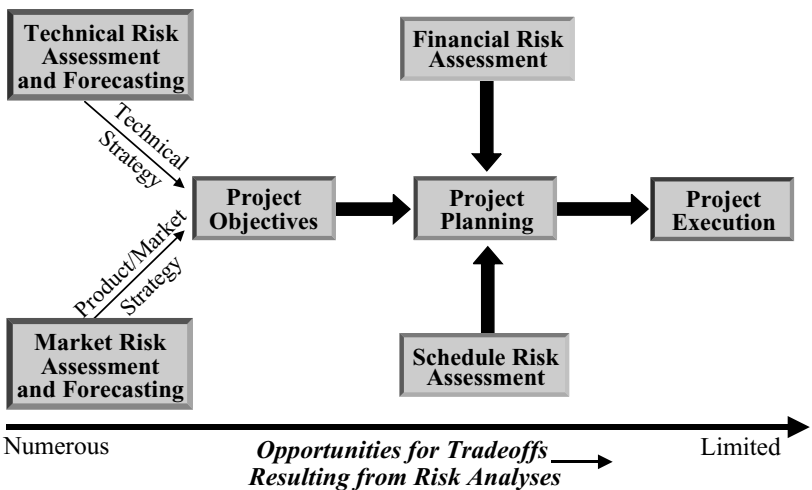 Technical Risk
Assessment
and Forecasting
Financial Risk
Assessment
Technical
Strategy
Project
Objectives
Project
Planning
Project
Execution
Product/Market
Strategy
Market Risk
Assessment
and Forecasting
Schedule Risk
Assessment
Numerous
Opportunities for Tradeoffs
Resulting from Risk Analyses
Limited